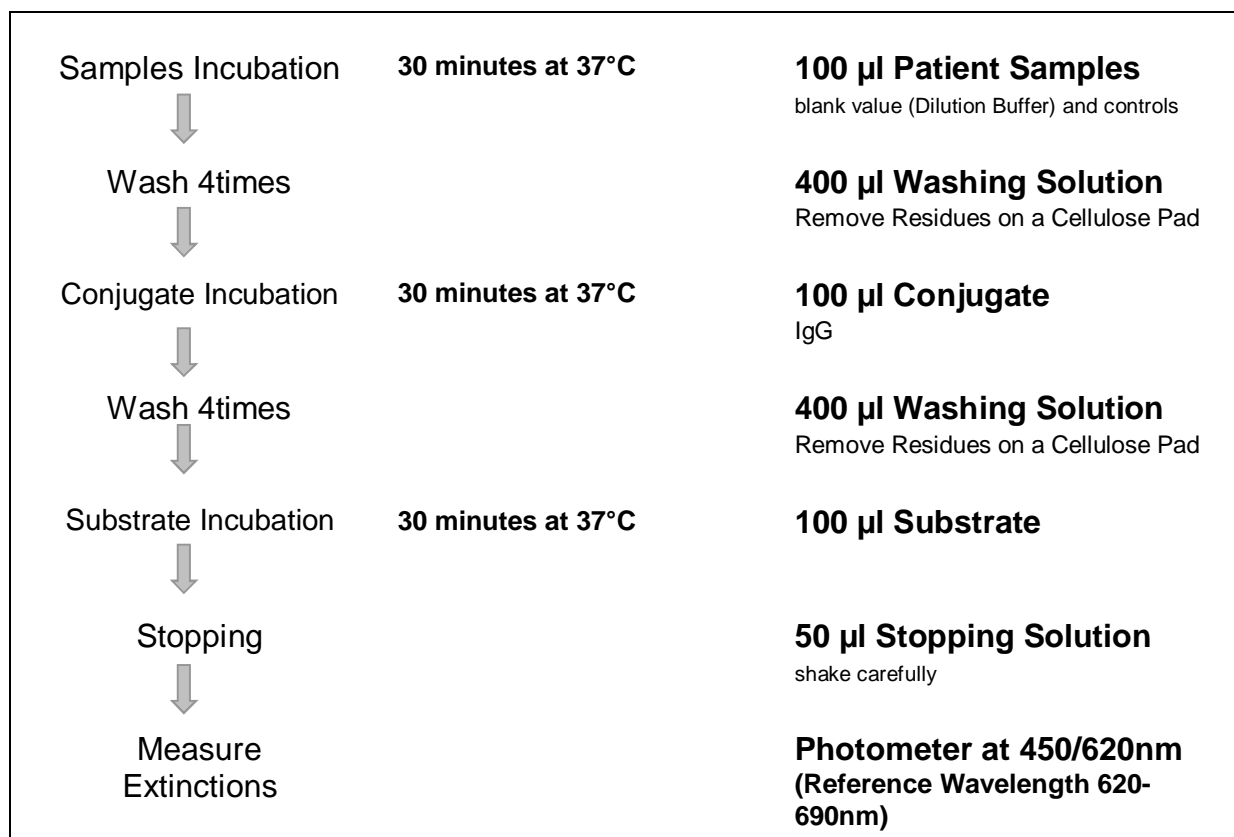 Samples Incubation 30 minutes at 37°C 100 µl Patient Samples
blank value (Dilution Buffer) and controls
Wash 4times 400 µl Washing Solution
Remove Residues on a Cellulose Pad
Conjugate Incubation 30 minutes at 37°C 100 µl Conjugate
IgG
Wash 4times 400 µl Washing Solution
Remove Residues on a Cellulose Pad
Substrate Incubation 30 minutes at 37°C 100 µl Substrate
Stopping 50 µl Stopping Solution
shake carefully
Measure Photometer at 450/620nm
Extinctions (Reference Wavelength 620-
690nm)